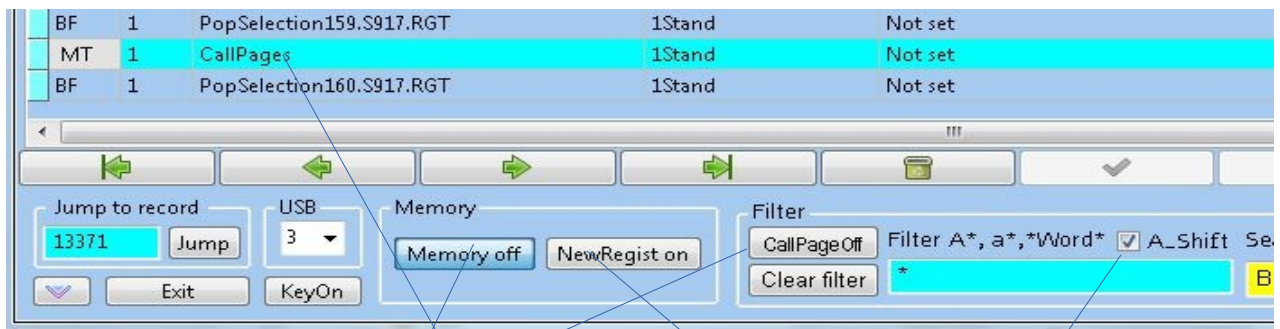 BF 1 PopSelection159.S917.RGT 1Stand Not set
MT 1 CallPages 1Stand Not set
BF 1 PopSelection160.S917.RGT 1Stand Not set
Jump to record USB Memory Filter
13371 Jump 3 Memory off NewRegist on CallPageOff Filter A*, a*,*Word* A_Shift
Exit KeyOn Clear filter * B